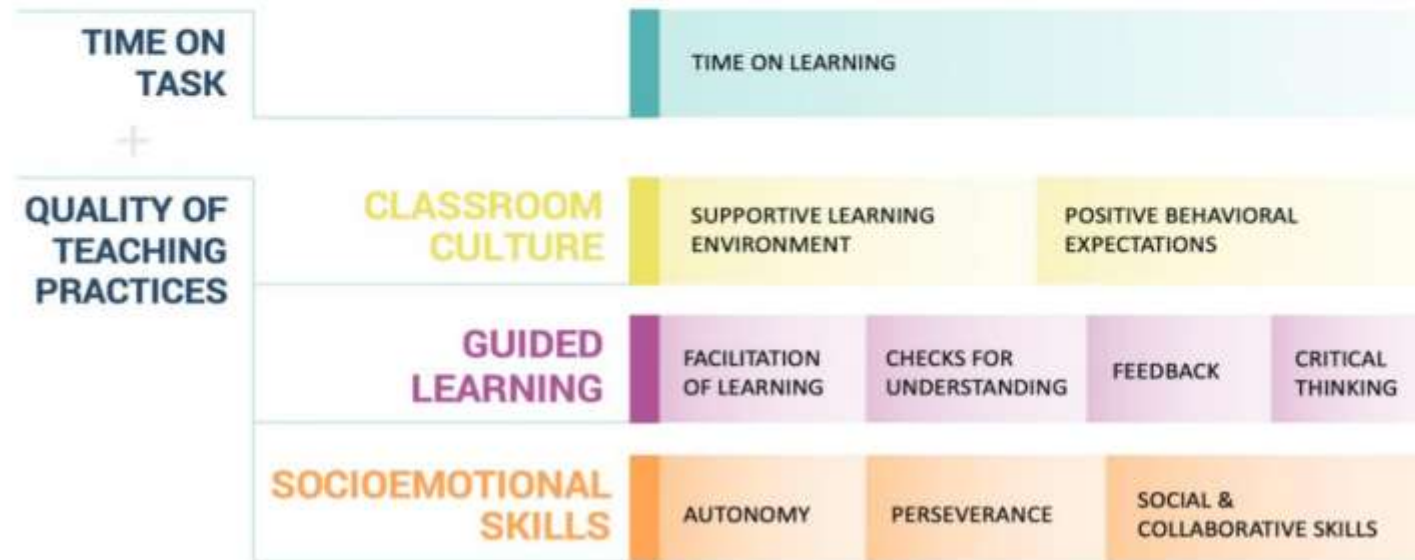 TIME ON
TASK
TIME ON LEARNING
+
QUALITY OF
TEACHING
PRACTICES
CLASSROOM
CULTURE
SUPPORTIVE LEARNING
ENVIRONMENT
POSITIVE BEHAVIORAL
EXPECTATIONS
GUIDED
LEARNING
FACILITATION
OF LEARNING
CHECKS FOR
UNDERSTANDING
FEEDBACK
CRITICAL
THINKING
SOCIOEMOTIONAL
SKILLS
AUTONOMY
PERSEVERANCE
SOCIAL &
COLLABORATIVE SKILLS